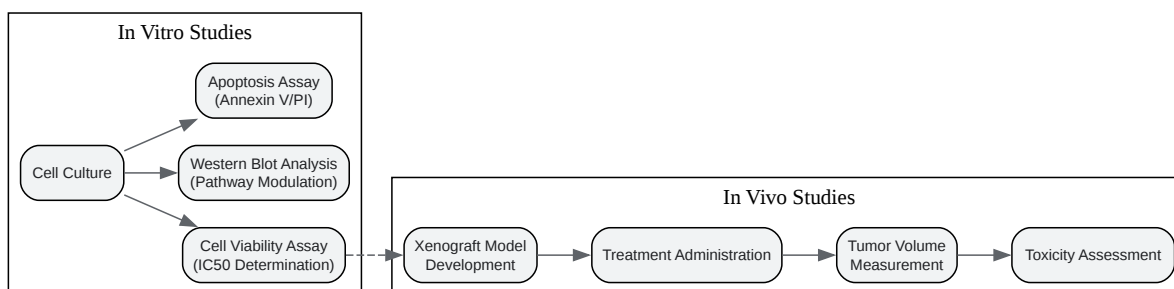 In Vitro Studies
Apoptosis Assay
(Annexin V/PI)
Cell Culture
Western Blot Analysis
(Pathway Modulation)
Cell Viability Assay
(IC50 Determination)
In Vivo Studies
Xenograft Model
Development
Treatment Administration
Tumor Volume
Measurement
Toxicity Assessment